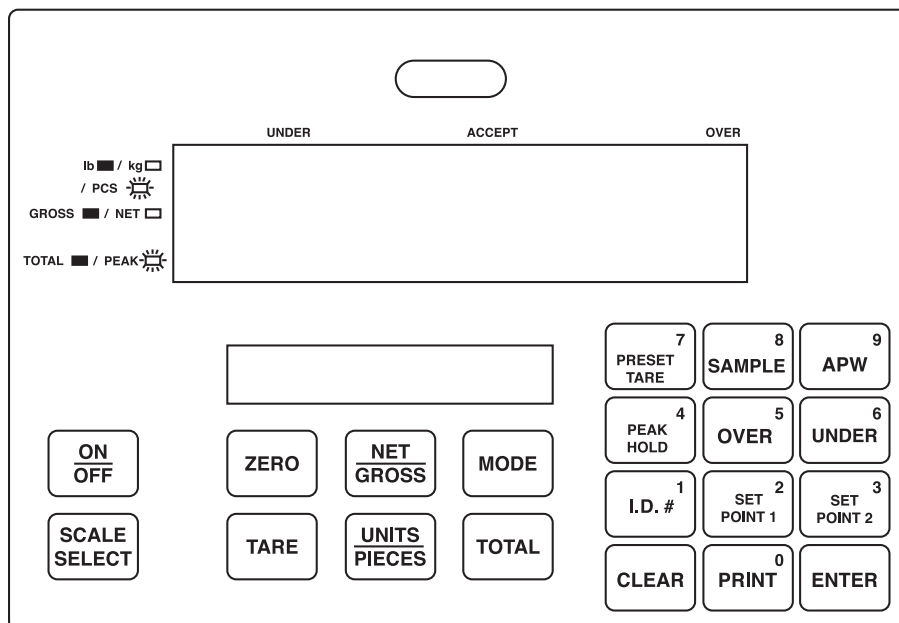 UNDER ACCEPT OVER
lb / kg
/ PCS
GROSS / NET
TOTAL / PEAK
7 PRESET TARE
8 SAMPLE
9 APW
4 PEAK HOLD
5 OVER
6 UNDER
ON
OFF
ZERO
NET
GROSS
MODE
1 I.D. #
2 SET POINT 1
3 SET POINT 2
SCALE
SELECT
TARE
UNITS
PIECES
TOTAL
CLEAR
0 PRINT
ENTER